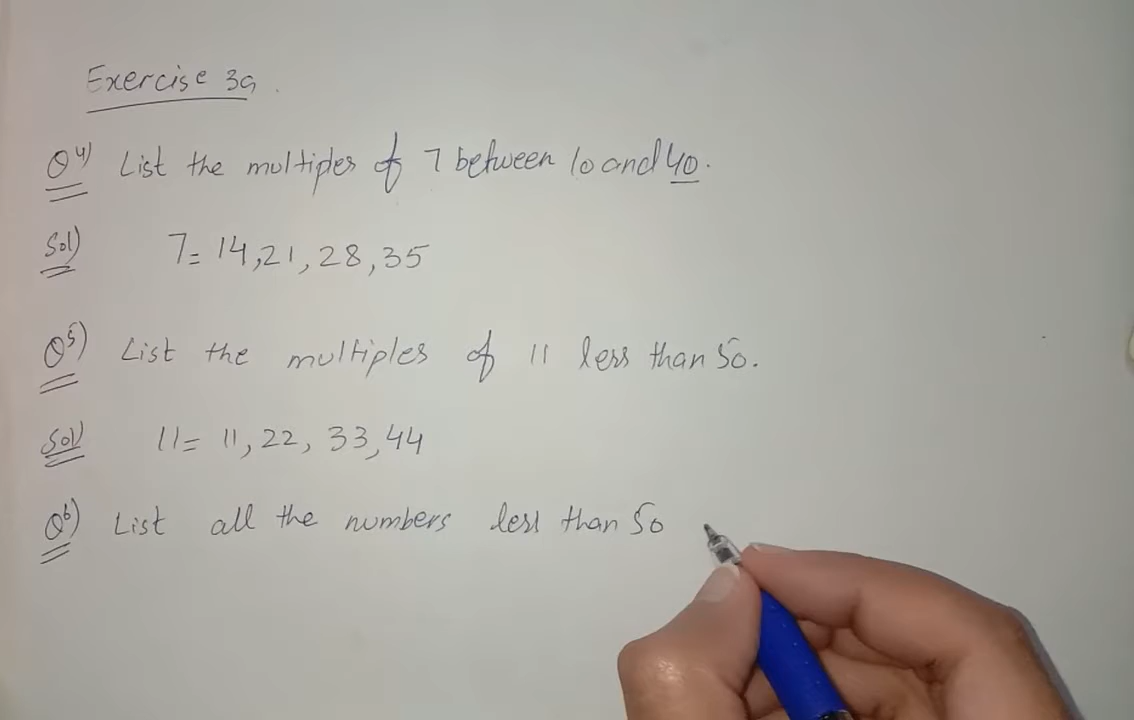 Exercise 3a.
Q4) List the multiples of 7 between 10 and 40.
Sol) 7= 14,21,28,35
Q5) List the multiples of 11 less than 50.
Sol) 11= 11,22,33,44
Q6) List all the numbers less than 50